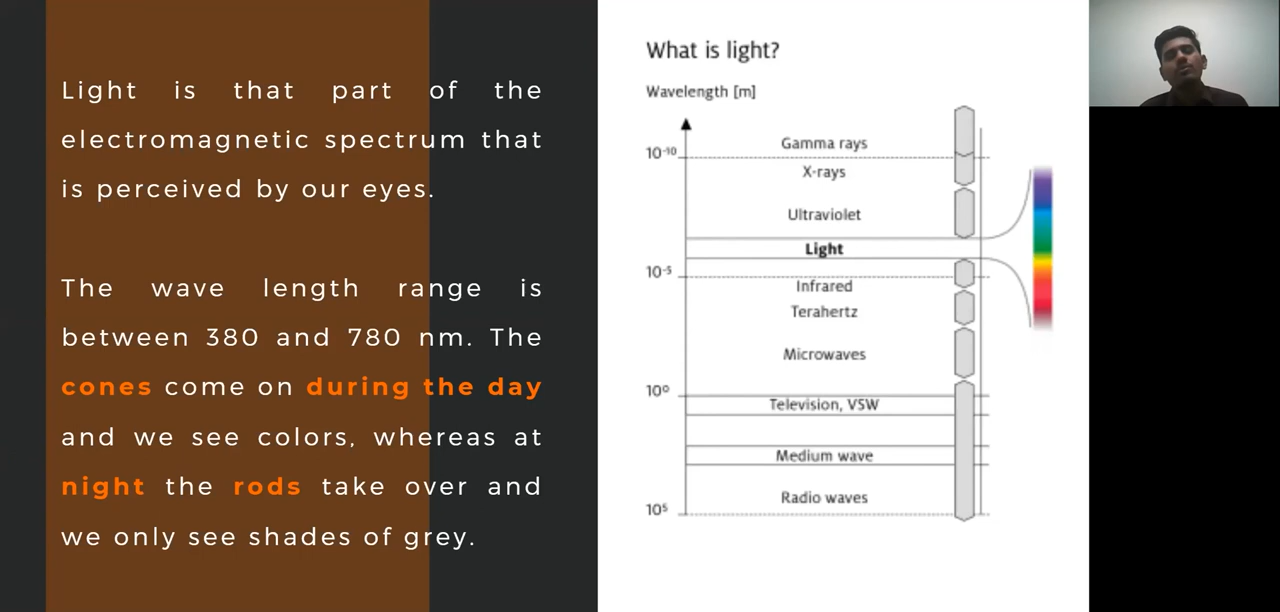 Light is that part of the
electromagnetic spectrum that
is perceived by our eyes.
The wave length range is
between 380 and 780 nm. The
cones come on during the day
and we see colors, whereas at
night the rods take over and
we only see shades of grey.
What is light?
Wavelength [m]
Gamma rays
10⁻¹⁰
X-rays
Ultraviolet
Light
10⁻⁵
Infrared
Terahertz
Microwaves
10⁰
Television, VSW
Medium wave
Radio waves
10⁵